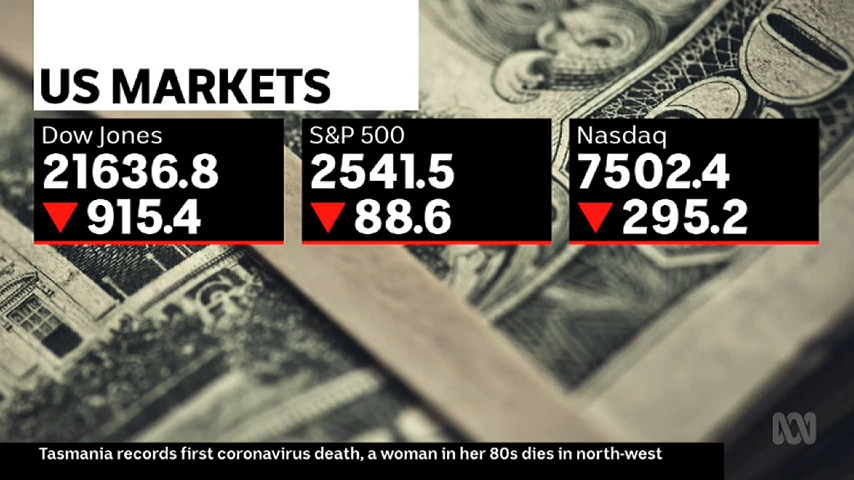 US MARKETS
Dow Jones
21636.8
▼ 915.4
S&P 500
2541.5
▼ 88.6
Nasdaq
7502.4
▼ 295.2
Tasmania records first coronavirus death, a woman in her 80s dies in north-west